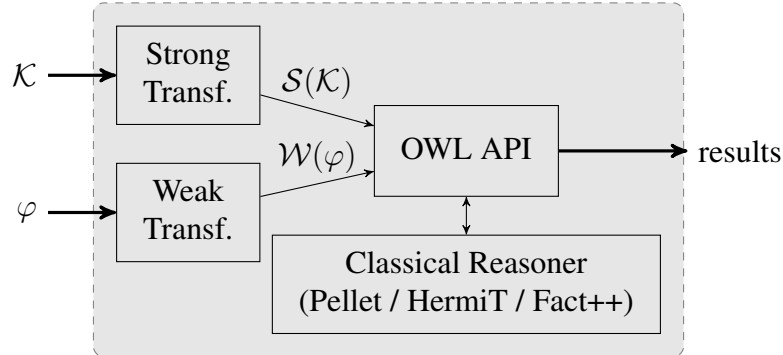 𝒦
Strong
Transf.
𝒮(𝒦)
OWL API
results
𝒲(φ)
φ
Weak
Transf.
Classical Reasoner
(Pellet / HermiT / Fact++)